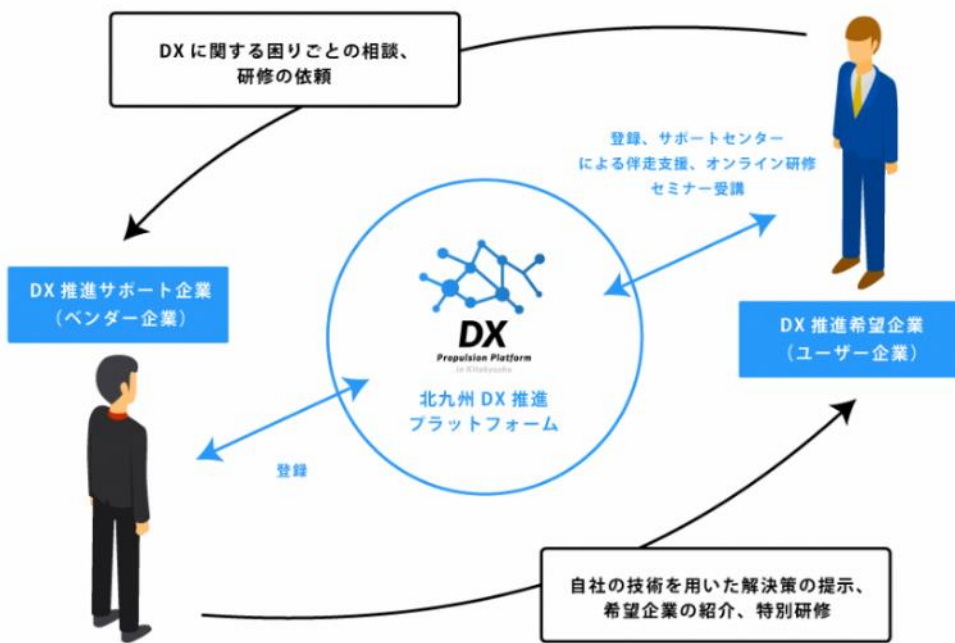 DX に関する困りごとの相談、
研修の依頼
登録、サポートセンター
による伴走支援、オンライン研修
セミナー受講
DX 推進サポート企業
（ベンダー企業）
DX
Propulsion Platform
in Kitakyushu
北九州 DX 推進
プラットフォーム
DX 推進希望企業
（ユーザー企業）
登録
自社の技術を用いた解決策の提示、
希望企業の紹介、特別研修